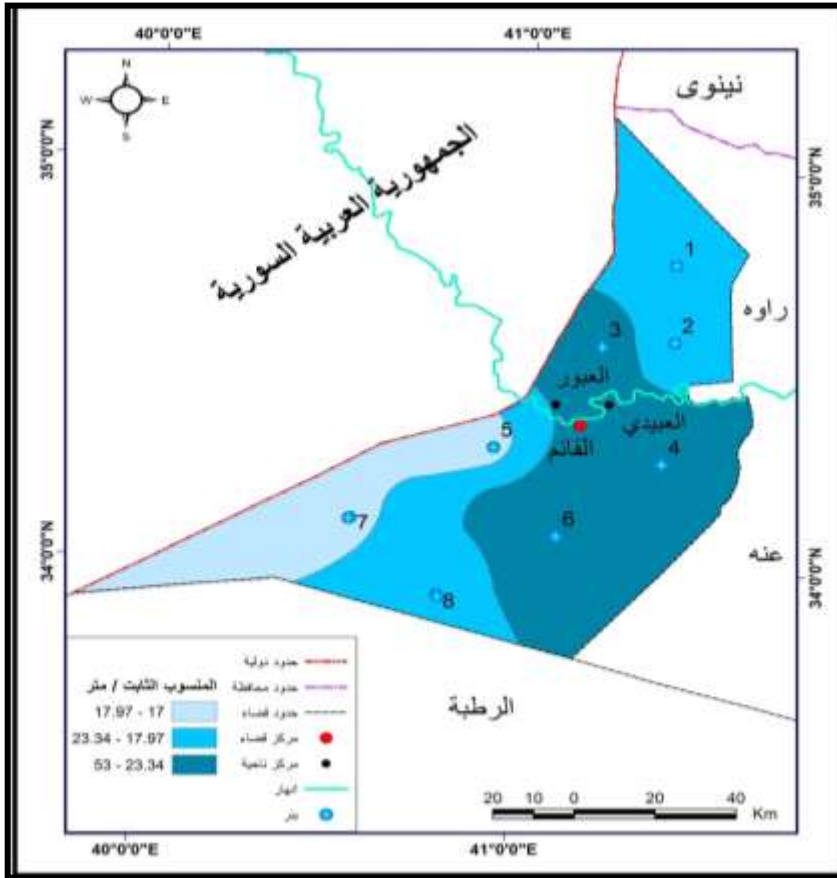 40°0'0"E
41°0'0"E
N
W
E
S
نينوى
35°0'0"N
35°0'0"N
الجمهورية العربية السورية
1
راوه
2
3
العبور
العبيدي
5
القائم
4
7
6
عنه
34°0'0"N
34°0'0"N
8
الرطبة
المنسوب الثابت / متر
17.97 - 17
23.34 - 17.97
53 - 23.34
حدود دولية
حدود محافظة
حدود قضاء
مركز قضاء
مركز ناحية
انهار
بئر
20 10 0 20 40
Km
40°0'0"E
41°0'0"E